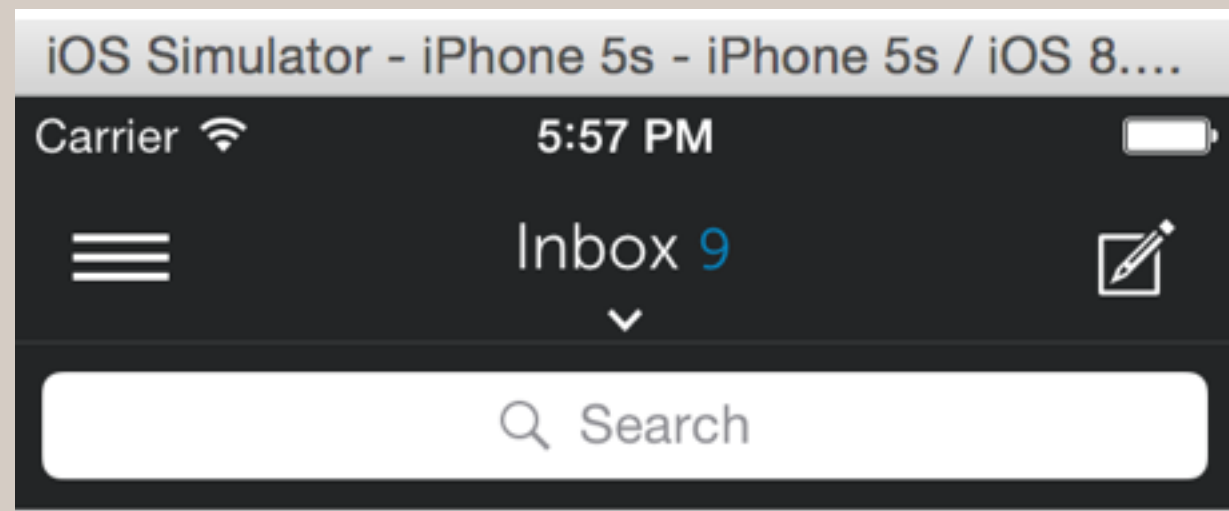 iOS Simulator - iPhone 5s - iPhone 5s / iOS 8....
Carrier 5:57 PM
Inbox 9
Search